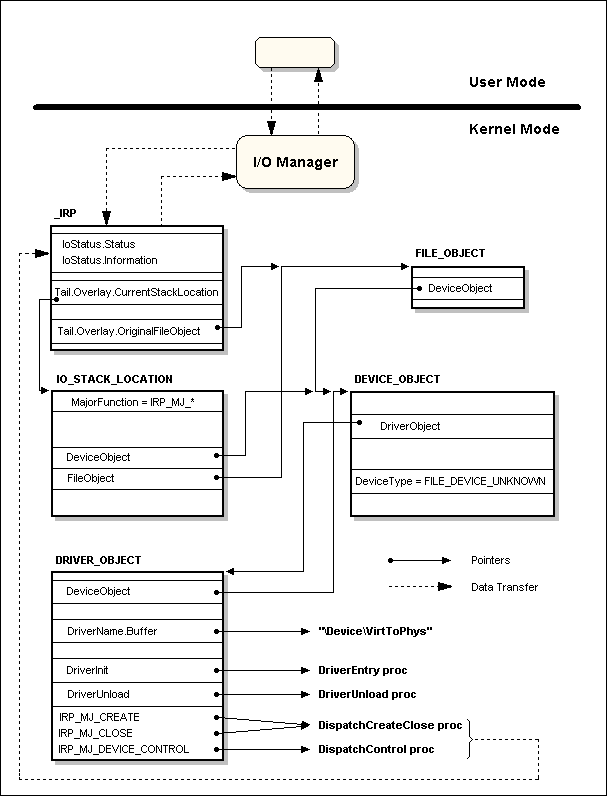 User Mode
Kernel Mode
I/O Manager
_IRP
IoStatus.Status
IoStatus.Information
Tail.Overlay.CurrentStackLocation
Tail.Overlay.OriginalFileObject
FILE_OBJECT
DeviceObject
IO_STACK_LOCATION
MajorFunction = IRP_MJ_*
DeviceObject
FileObject
DEVICE_OBJECT
DriverObject
DeviceType = FILE_DEVICE_UNKNOWN
DRIVER_OBJECT
DeviceObject
DriverName.Buffer
"\Device\VirtToPhys"
DriverInit
DriverEntry proc
DriverUnload
DriverUnload proc
IRP_MJ_CREATE
IRP_MJ_CLOSE
DispatchCreateClose proc
IRP_MJ_DEVICE_CONTROL
DispatchControl proc
Pointers
Data Transfer